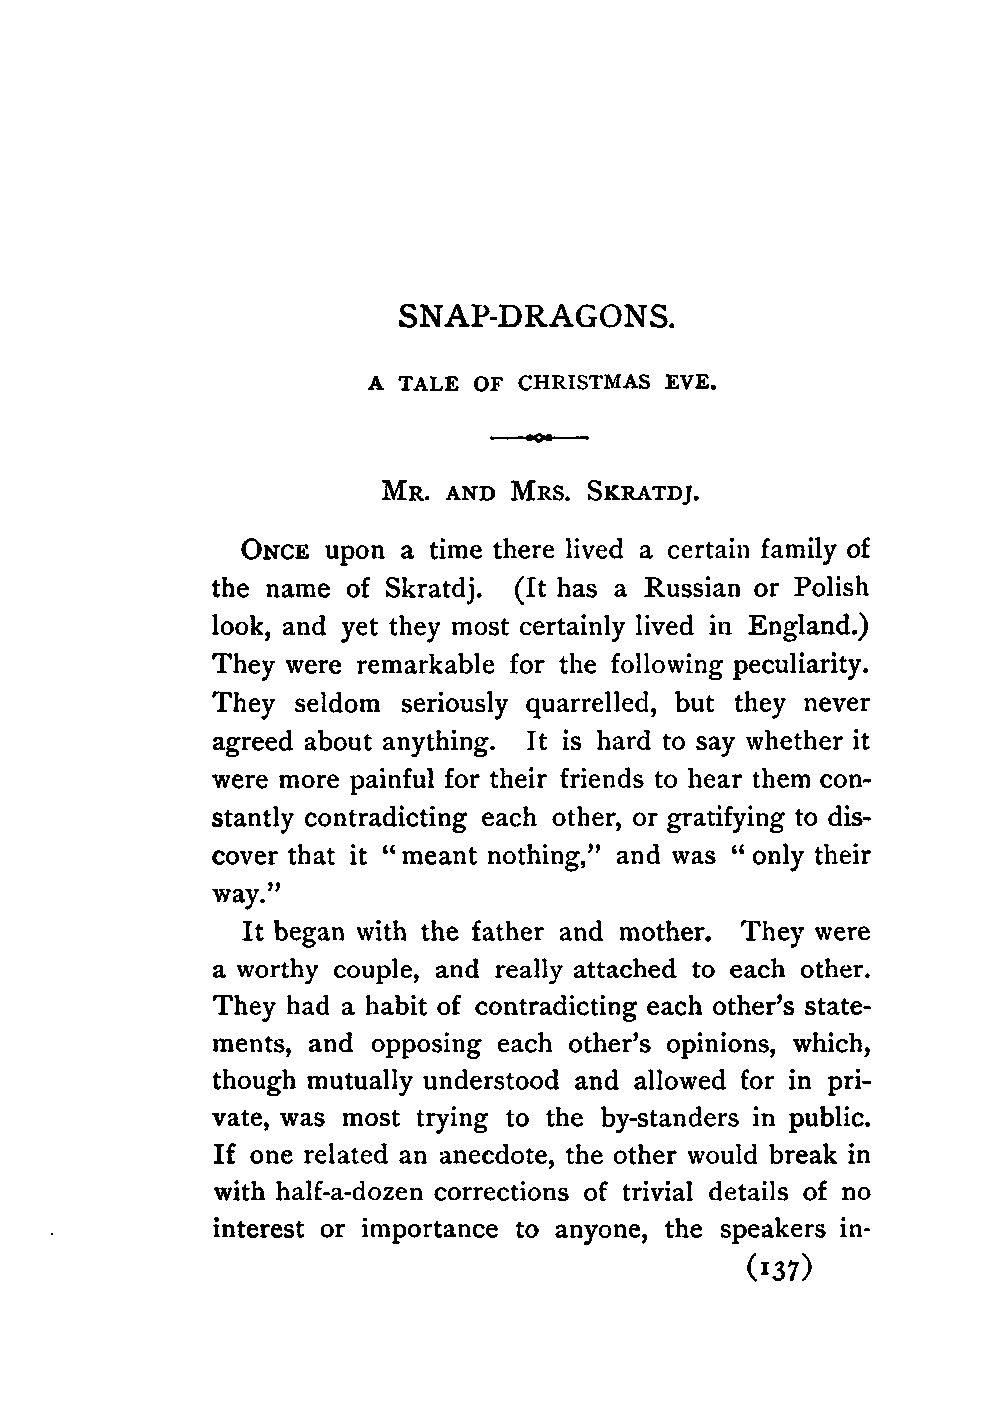 SNAP-DRAGONS.
A TALE OF CHRISTMAS EVE.
MR. AND MRS. SKRATDJ.
ONCE upon a time there lived a certain family of
the name of Skratdj. (It has a Russian or Polish
look, and yet they most certainly lived in England.)
They were remarkable for the following peculiarity.
They seldom seriously quarrelled, but they never
agreed about anything. It is hard to say whether it
were more painful for their friends to hear them con-
stantly contradicting each other, or gratifying to dis-
cover that it “meant nothing,” and was “only their
way.”
It began with the father and mother. They were
a worthy couple, and really attached to each other.
They had a habit of contradicting each other’s state-
ments, and opposing each other’s opinions, which,
though mutually understood and allowed for in pri-
vate, was most trying to the by-standers in public.
If one related an anecdote, the other would break in
with half-a-dozen corrections of trivial details of no
interest or importance to anyone, the speakers in-
(137)